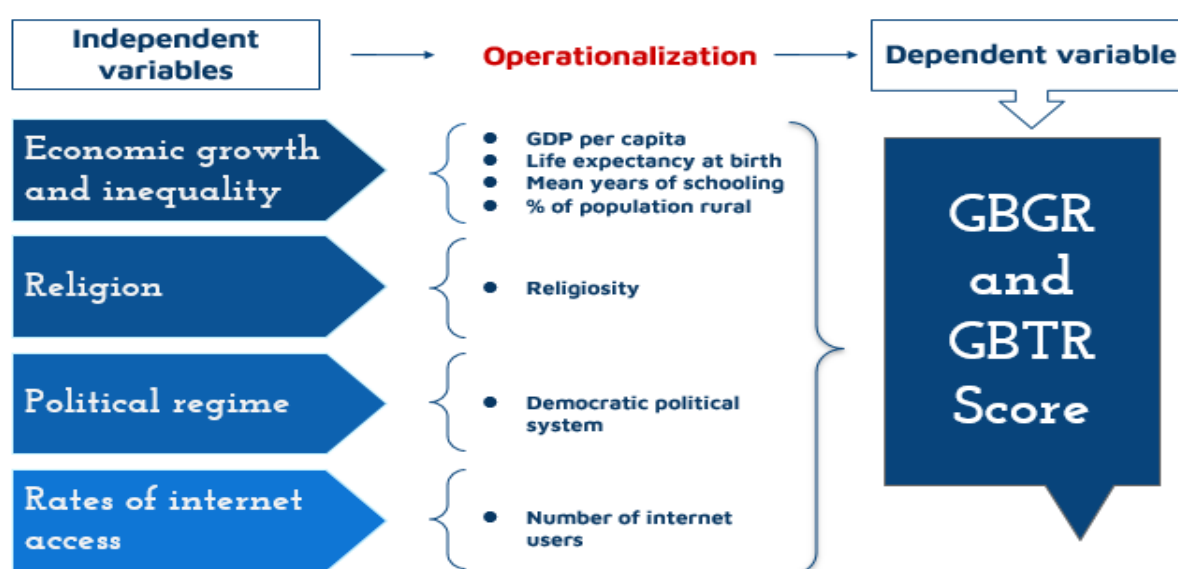 Independent
variables
Operationalization
Dependent variable
Economic growth
and inequality
● GDP per capita
● Life expectancy at birth
● Mean years of schooling
● % of population rural
Religion
● Religiosity
Political regime
● Democratic political
system
Rates of internet
access
● Number of internet
users
GBGR
and
GBTR
Score